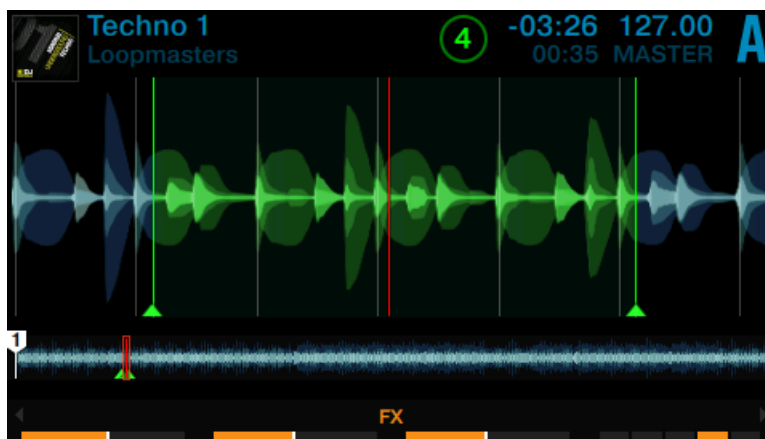 Techno 1
Loopmasters
4
-03:26 127.00
00:35 MASTER
A
1
FX